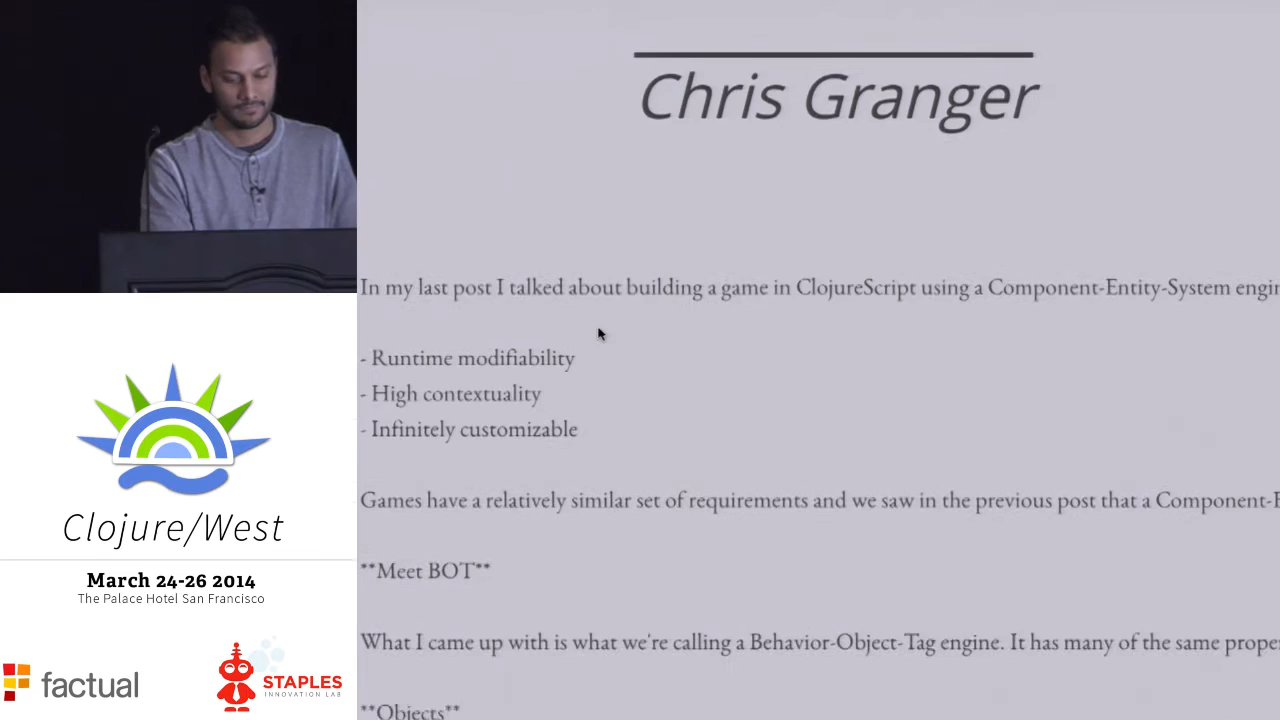 Chris Granger
In my last post I talked about building a game in ClojureScript using a Component-Entity-System
- Runtime modifiability
- High contextuality
- Infinitely customizable
Games have a relatively similar set of requirements and we saw in the previous post that a
**Meet BOT**
What I came up with is what we're calling a Behavior-Object-Tag engine. It has many of the same
**Objects**
Clojure/West
March 24-26 2014
The Palace Hotel San Francisco
factual
STAPLES
INNOVATION LAB